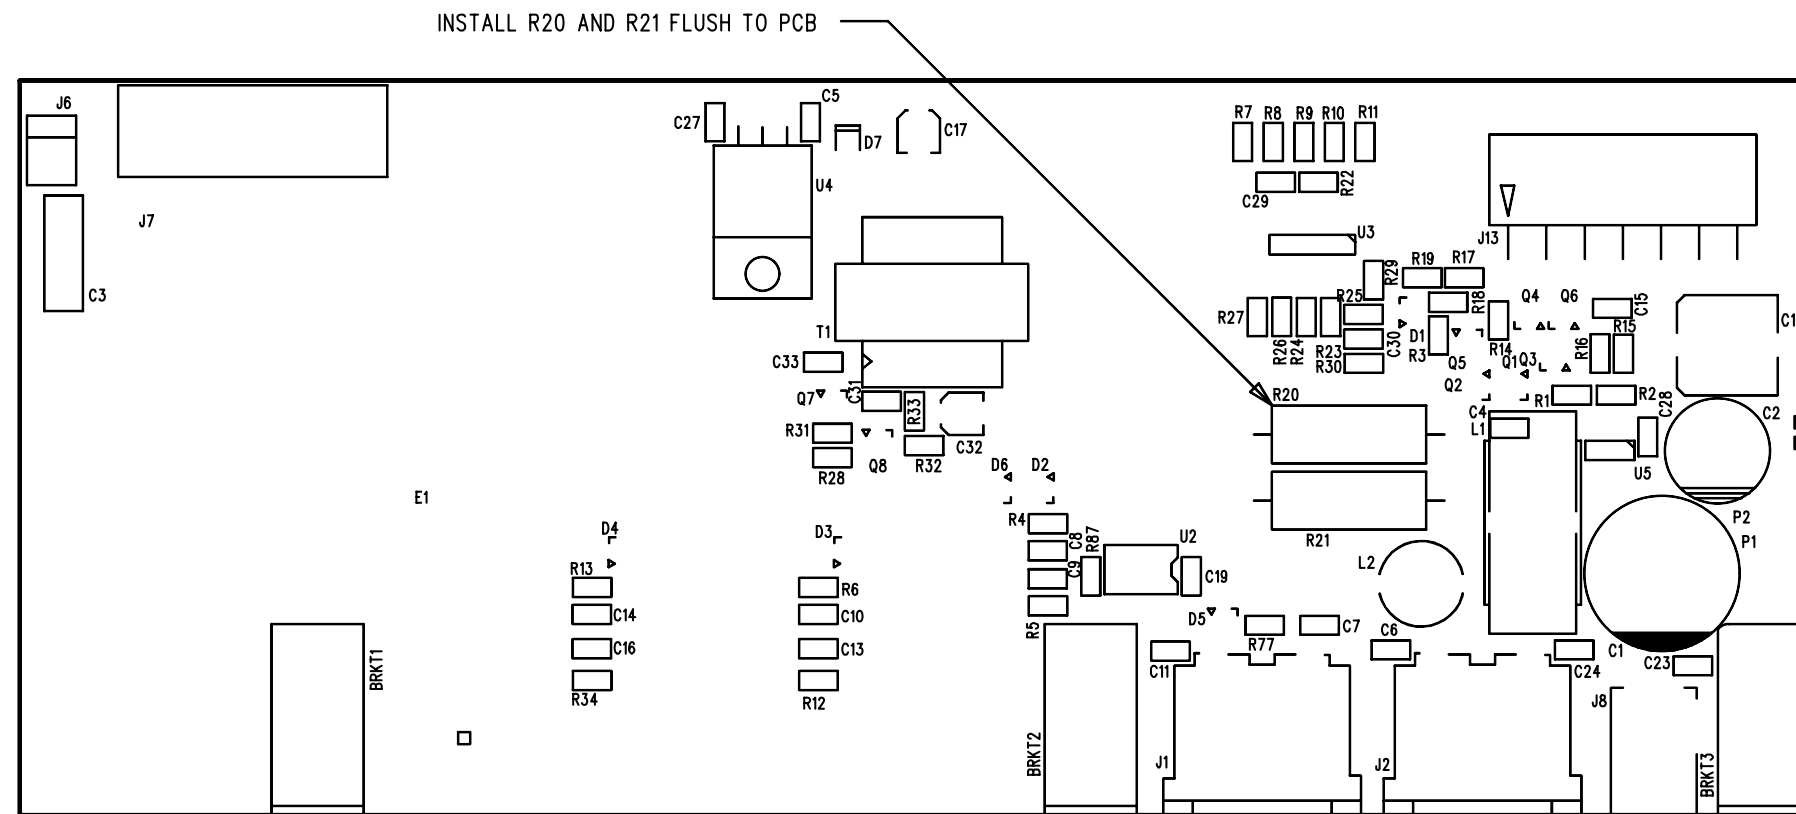 INSTALL R20 AND R21 FLUSH TO PCB
J6
C27
C5
D7
C17
R7 R8 R9 R10 R11
U4
C29
R22
J7
C3
U3
J13
R29
R19
R17
R27
R25
R18
Q4
Q6
C15
C1
T1
R26
R24
R23
C30
D1
R3
R30
R14
R16
R15
Q5
Q1
Q3
Q2
C33
C31
Q7
R33
R20
R1
R2
C28
C2
C4
L1
R31
C32
Q8
R32
R28
D6
D2
U5
E1
P2
P1
D4
D3
R4
C8
R87
U2
R21
L2
R13
R6
C9
C19
C14
C10
R5
D5
C7
C6
R77
C16
C13
C11
C1
C24
C23
BRKT1
R34
R12
J8
BRKT2
J1
J2
BRKT3